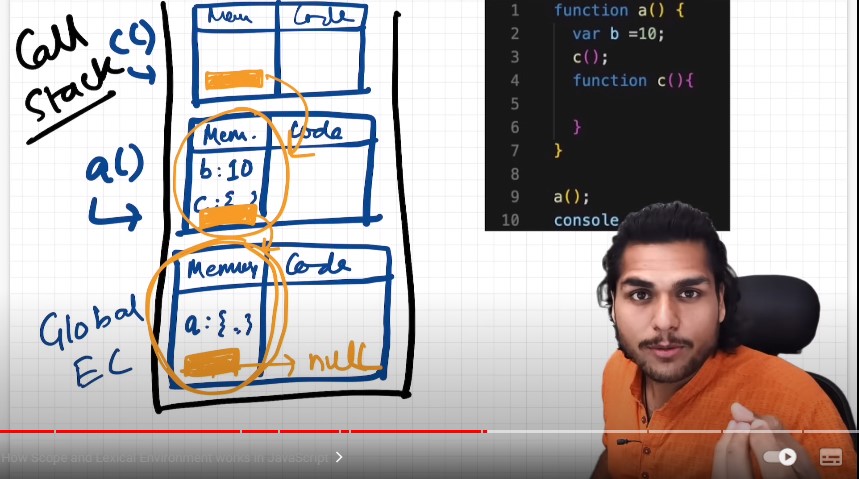 Call
Stack
c()
Mem
Code
a()
Mem.
Code
b:10
c:{ }
Global
EC
Memory
Code
a:{.}
null
1 function a() {
2 var b =10;
3 c();
4 function c(){
5
6 }
7 }
8
9 a();
10 console
How Scope and Lexical Environment works in JavaScript